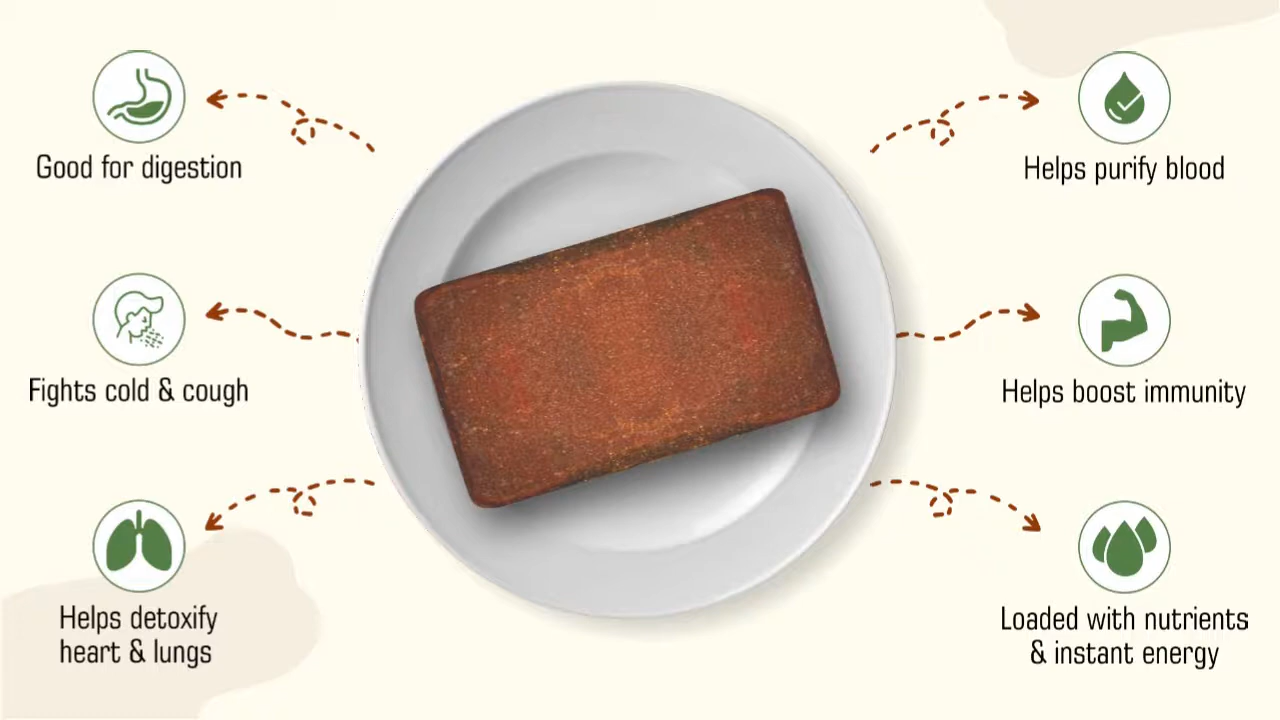 Good for digestion
Helps purify blood
Fights cold & cough
Helps boost immunity
Helps detoxify
heart & lungs
Loaded with nutrients
& instant energy